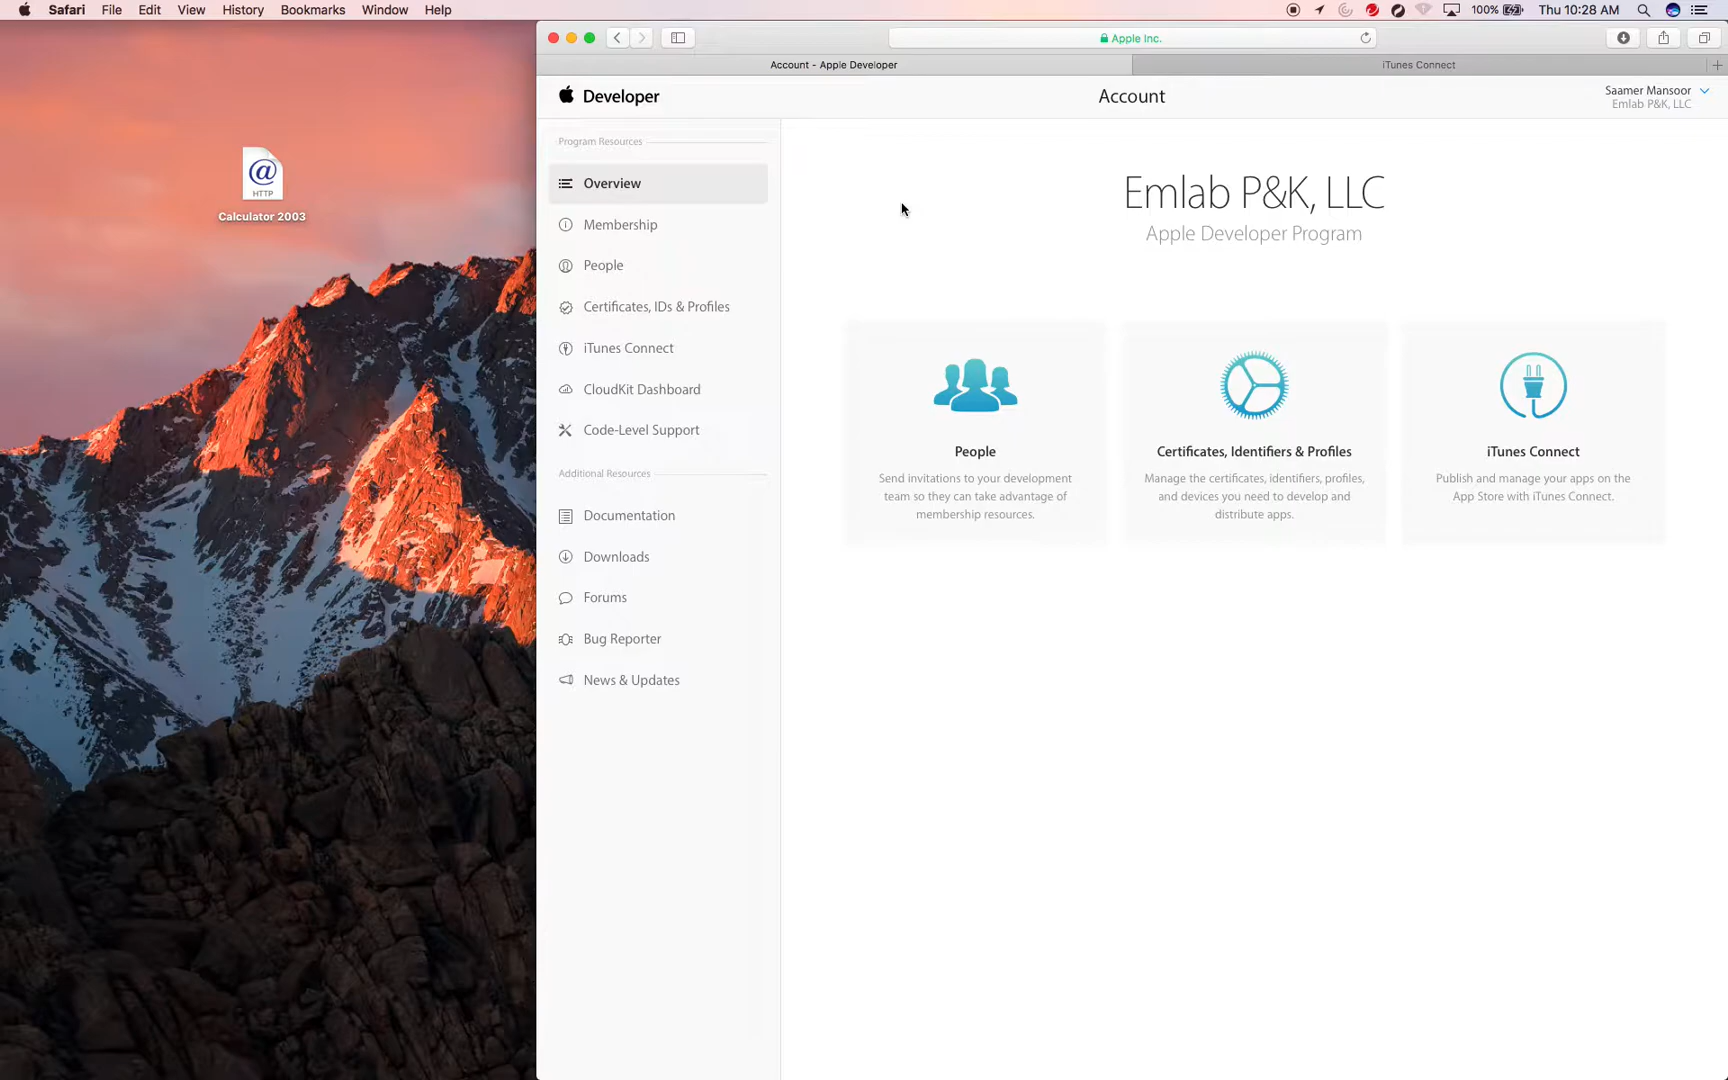 Safari File Edit View History Bookmarks Window Help
100% Thu 10:28 AM
Apple Inc.
Account - Apple Developer
iTunes Connect
Developer
Account
Saamer Mansoor
Emlab P&K, LLC
Program Resources
Overview
Membership
People
Certificates, IDs & Profiles
iTunes Connect
CloudKit Dashboard
Code-Level Support
Additional Resources
Documentation
Downloads
Forums
Bug Reporter
News & Updates
Emlab P&K, LLC
Apple Developer Program
People
Send invitations to your development
team so they can take advantage of
membership resources.
Certificates, Identifiers & Profiles
Manage the certificates, identifiers, profiles,
and devices you need to develop and
distribute apps.
iTunes Connect
Publish and manage your apps on the
App Store with iTunes Connect.
@
HTTP
Calculator 2003